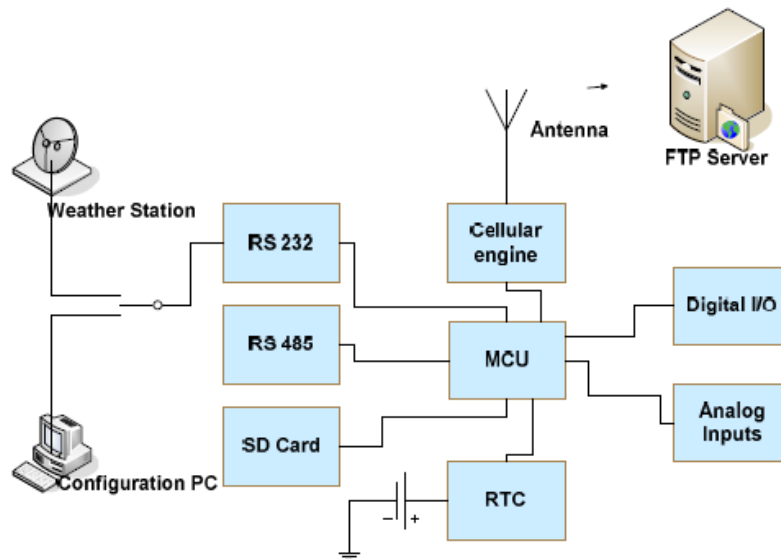 Antenna
FTP Server
Weather Station
RS 232
Cellular
engine
Digital I/O
RS 485
MCU
Analog
Inputs
SD Card
Configuration PC
RTC
− +